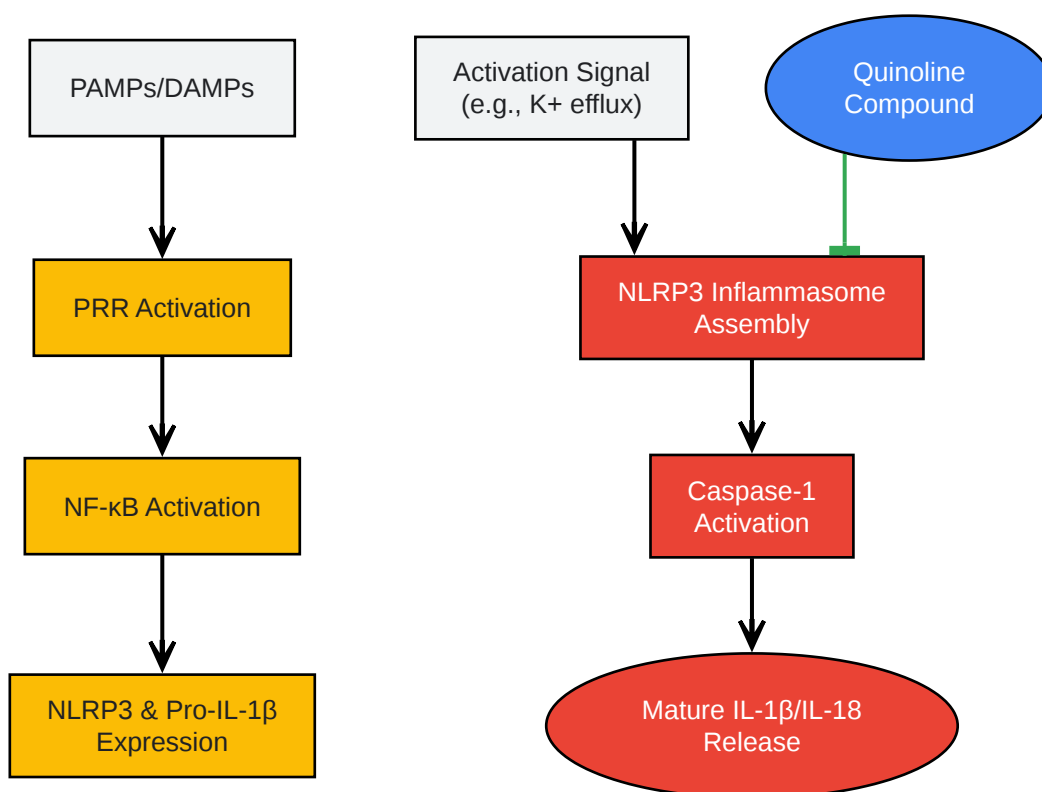 PAMPs/DAMPs
PRR Activation
NF-κB Activation
NLRP3 & Pro-IL-1β
Expression
Activation Signal
(e.g., K+ efflux)
Quinoline
Compound
NLRP3 Inflammasome
Assembly
Caspase-1
Activation
Mature IL-1β/IL-18
Release